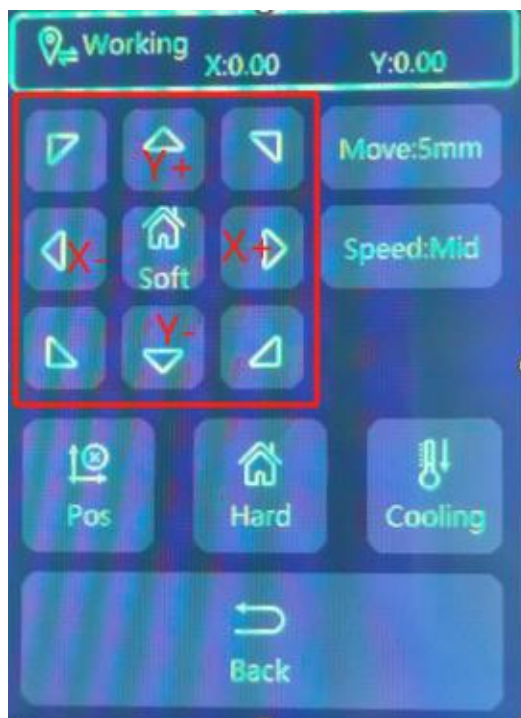 Working X:0.00 Y:0.00
Y+
Move:5mm
X- Soft X+
Speed:Mid
Y-
Pos Hard Cooling
Back